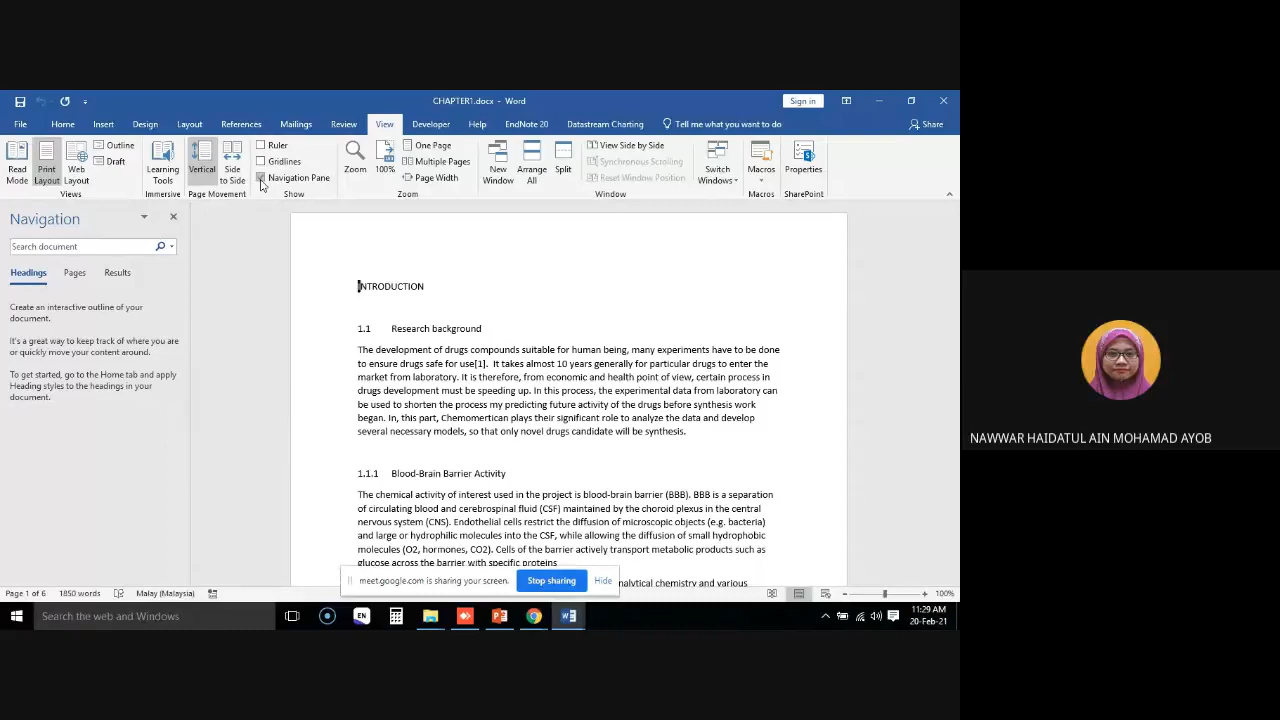 CHAPTER1.docx - Word
Sign in
File Home Insert Design Layout References Mailings Review View Developer Help EndNote 20 Datastream Charting Tell me what you want to do Share
Read Mode
Print Layout
Web Layout
Outline
Draft
Views
Learning Tools
Immersive
Vertical
Side to Side
Page Movement
Ruler
Gridlines
Navigation Pane
Show
Zoom
100%
One Page
Multiple Pages
Page Width
Zoom
New Window
Arrange All
Split
View Side by Side
Synchronous Scrolling
Reset Window Position
Window
Switch Windows
Macros
Macros
Properties
SharePoint
Navigation
Search document
Headings Pages Results
Create an interactive outline of your
document.
It's a great way to keep track of where you are
or quickly move your content around.
To get started, go to the Home tab and apply
Heading styles to the headings in your
document.
INTRODUCTION
1.1 Research background
The development of drugs compounds suitable for human being, many experiments have to be done
to ensure drugs safe for use[1]. It takes almost 10 years generally for particular drugs to enter the
market from laboratory. It is therefore, from economic and health point of view, certain process in
drugs development must be speeding up. In this process, the experimental data from laboratory can
be used to shorten the process my predicting future activity of the drugs before synthesis work
began. In, this part, Chemomertican plays their significant role to analyze the data and develop
several necessary models, so that only novel drugs candidate will be synthesis.
1.1.1 Blood-Brain Barrier Activity
The chemical activity of interest used in the project is blood-brain barrier (BBB). BBB is a separation
of circulating blood and cerebrospinal fluid (CSF) maintained by the choroid plexus in the central
nervous system (CNS). Endothelial cells restrict the diffusion of microscopic objects (e.g. bacteria)
and large or hydrophilic molecules into the CSF, while allowing the diffusion of small hydrophobic
molecules (O2, hormones, CO2). Cells of the barrier actively transport metabolic products such as
glucose across the barrier with specific proteins
nalytical chemistry and various
meet.google.com is sharing your screen.
Stop sharing
Hide
Page 1 of 6 1850 words Malay (Malaysia) 100%
Search the web and Windows
EN
11:29 AM
20-Feb-21
NAWWAR HAIDATUL AIN MOHAMAD AYOB